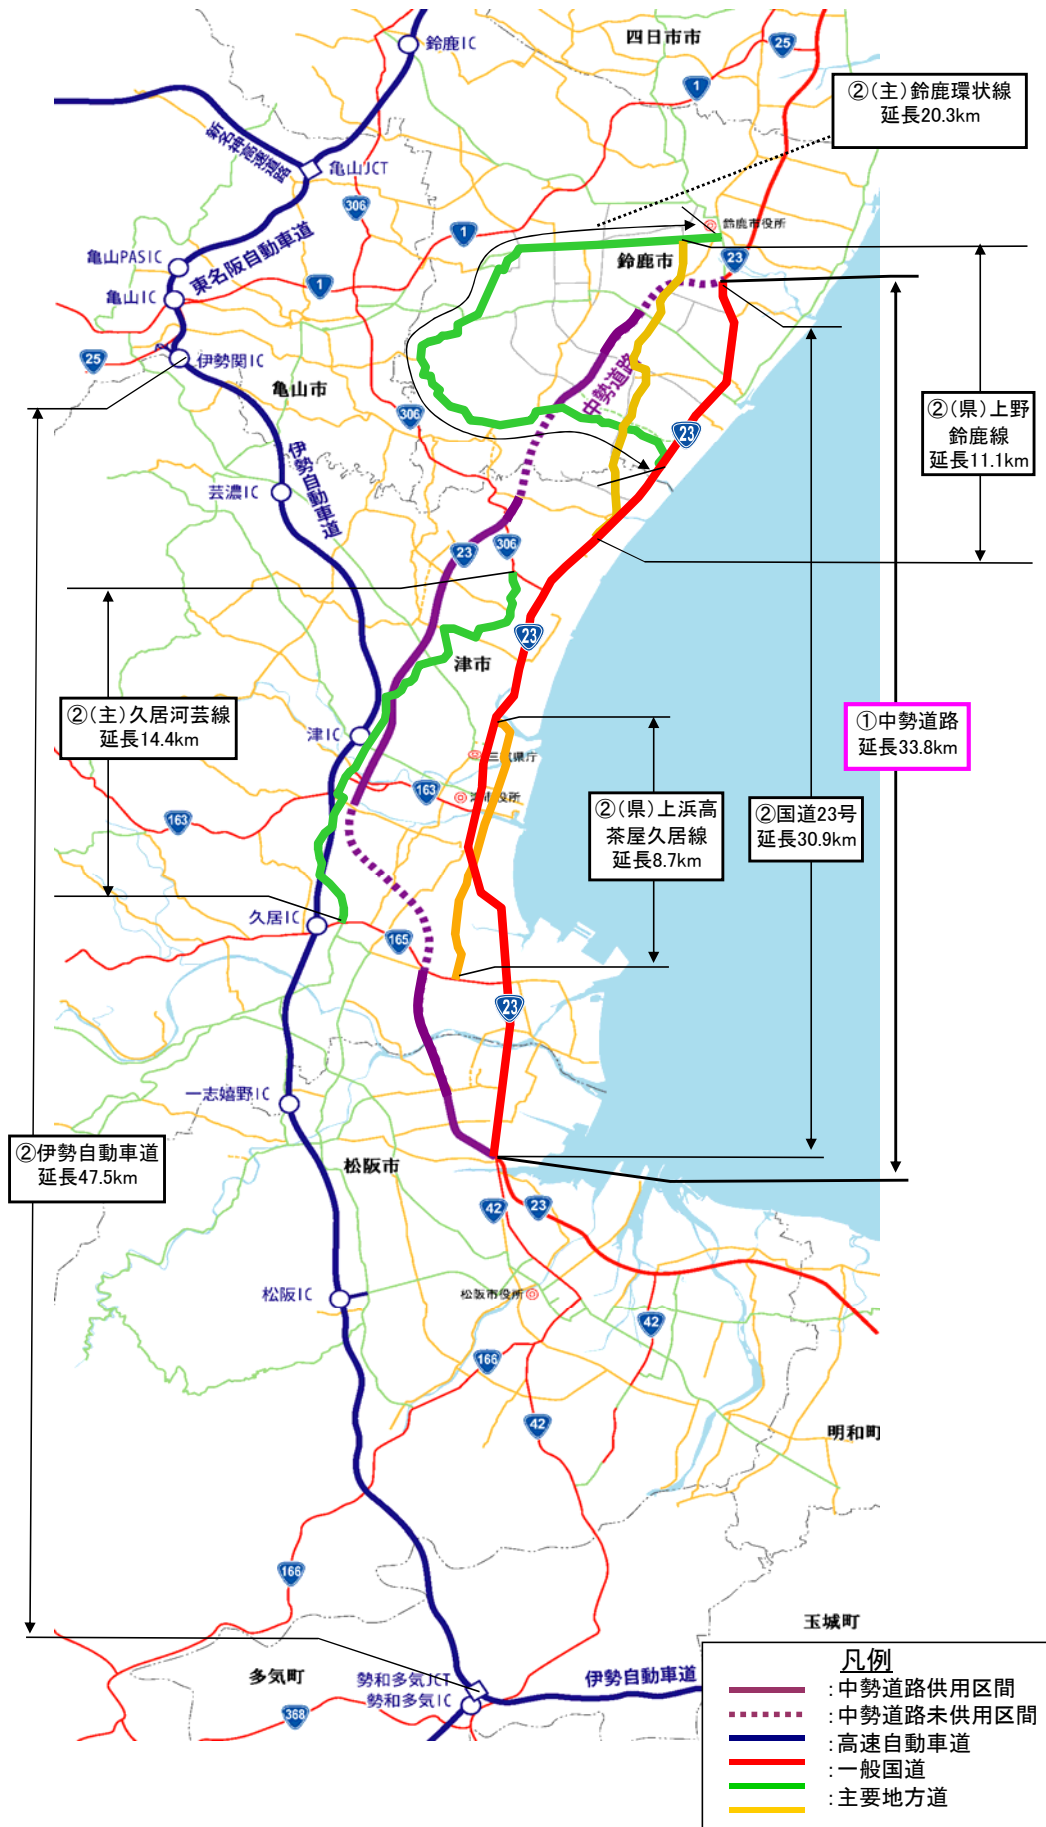 鈴鹿IC
四日市市
25
1
②(主)鈴鹿環状線
延長20.3km
新名神高速道路
亀山JCT
306
1
鈴鹿市役所
亀山PASIC
東名阪自動車道
鈴鹿市
23
亀山IC
1
25
伊勢関IC
亀山市
306
中勢道路
23
②(県)上野
鈴鹿線
延長11.1km
伊勢自動車道
芸濃IC
23
306
23
津市
②(主)久居河芸線
延長14.4km
津IC
①中勢道路
延長33.8km
三重県庁
163
163
津市役所
②(県)上浜高
茶屋久居線
延長8.7km
②国道23号
延長30.9km
久居IC
165
23
一志嬉野IC
②伊勢自動車道
延長47.5km
松阪市
42
23
松阪IC
松阪市役所
42
166
42
明和町
166
玉城町
多気町
勢和多気JCT
勢和多気IC
伊勢自動車道
368
凡例
:中勢道路供用区間
:中勢道路未供用区間
:高速自動車道
:一般国道
:主要地方道